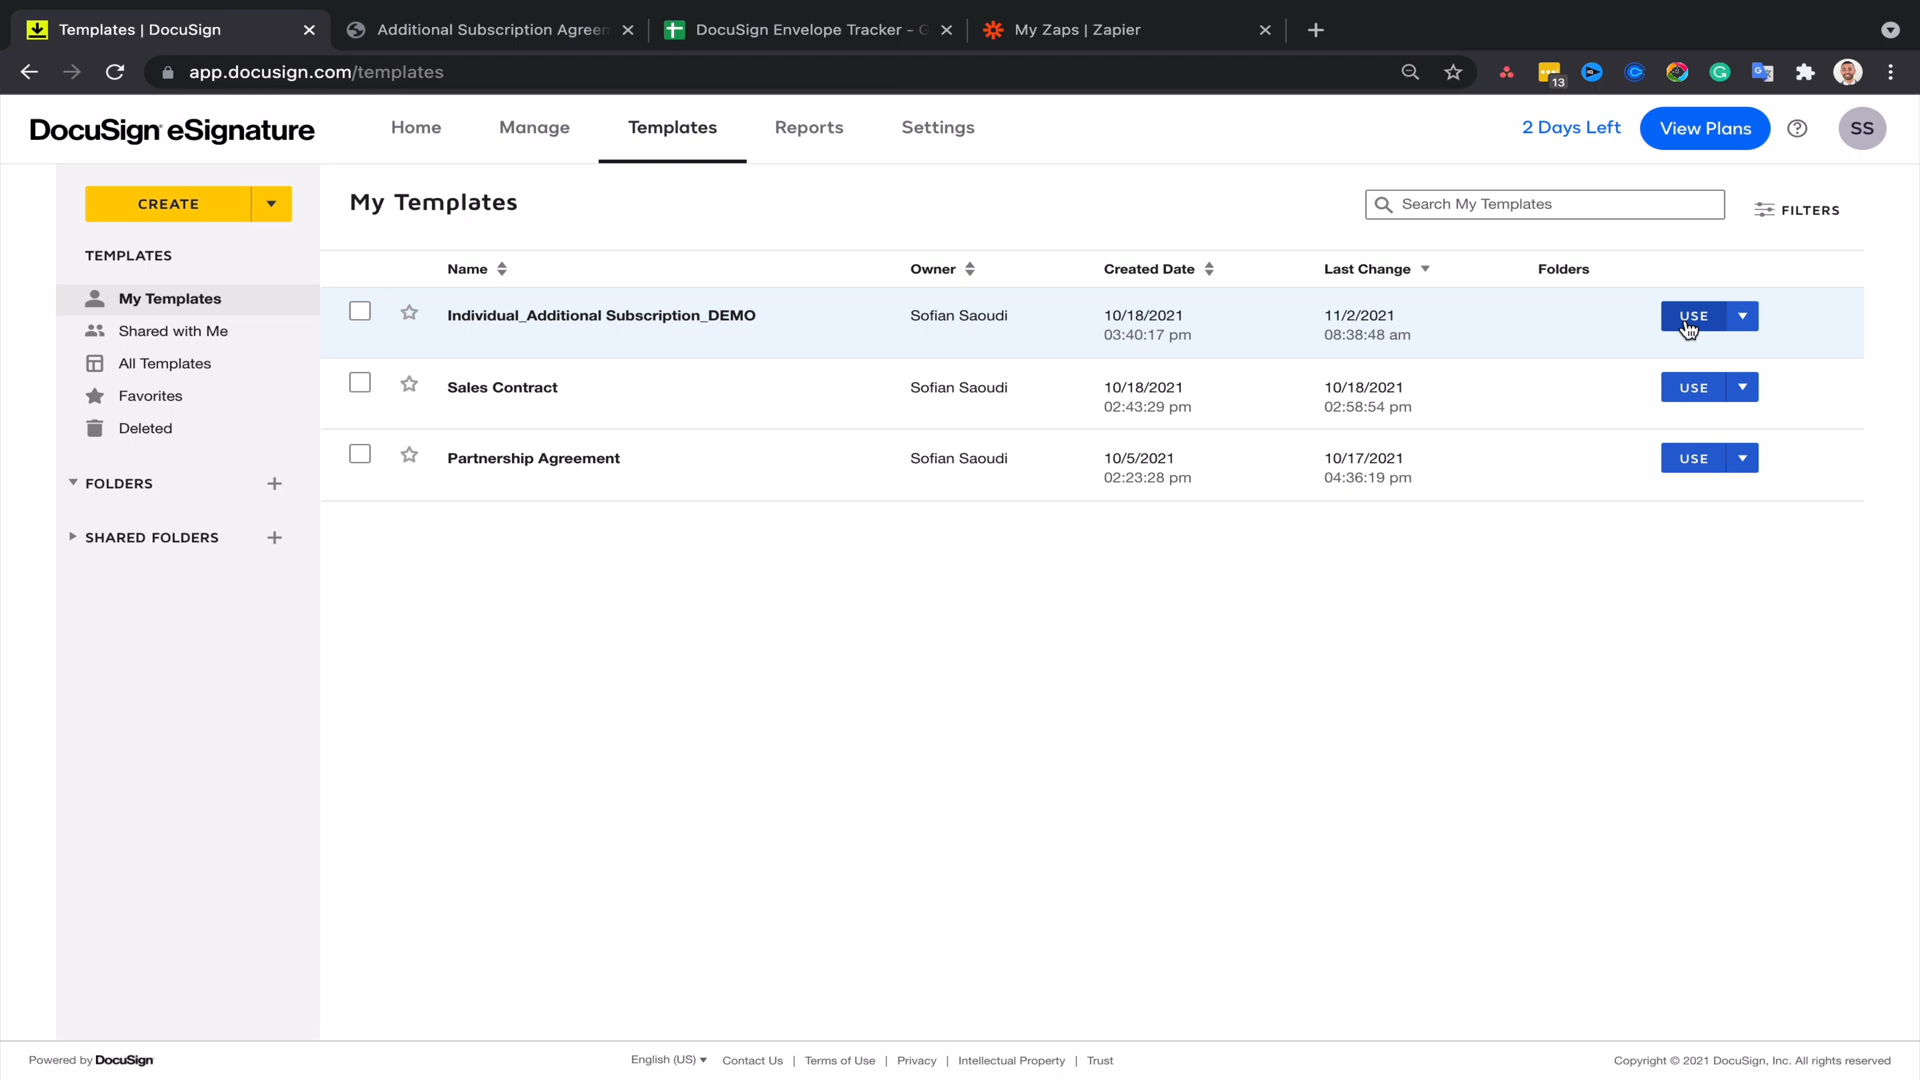 Templates | DocuSign
Additional Subscription Agreem
DocuSign Envelope Tracker - G
My Zaps | Zapier
app.docusign.com/templates
13
DocuSign eSignature
Home
Manage
Templates
Reports
Settings
2 Days Left
View Plans
SS
CREATE
My Templates
Search My Templates
FILTERS
TEMPLATES
My Templates
Shared with Me
All Templates
Favorites
Deleted
FOLDERS
SHARED FOLDERS
Name Owner Created Date Last Change Folders
Individual_Additional Subscription_DEMO Sofian Saoudi 10/18/2021 11/2/2021 USE
03:40:17 pm 08:38:48 am
Sales Contract Sofian Saoudi 10/18/2021 10/18/2021 USE
02:43:29 pm 02:58:54 pm
Partnership Agreement Sofian Saoudi 10/5/2021 10/17/2021 USE
02:23:28 pm 04:36:19 pm
Powered by DocuSign
English (US) Contact Us | Terms of Use | Privacy | Intellectual Property | Trust
Copyright © 2021 DocuSign, Inc. All rights reserved